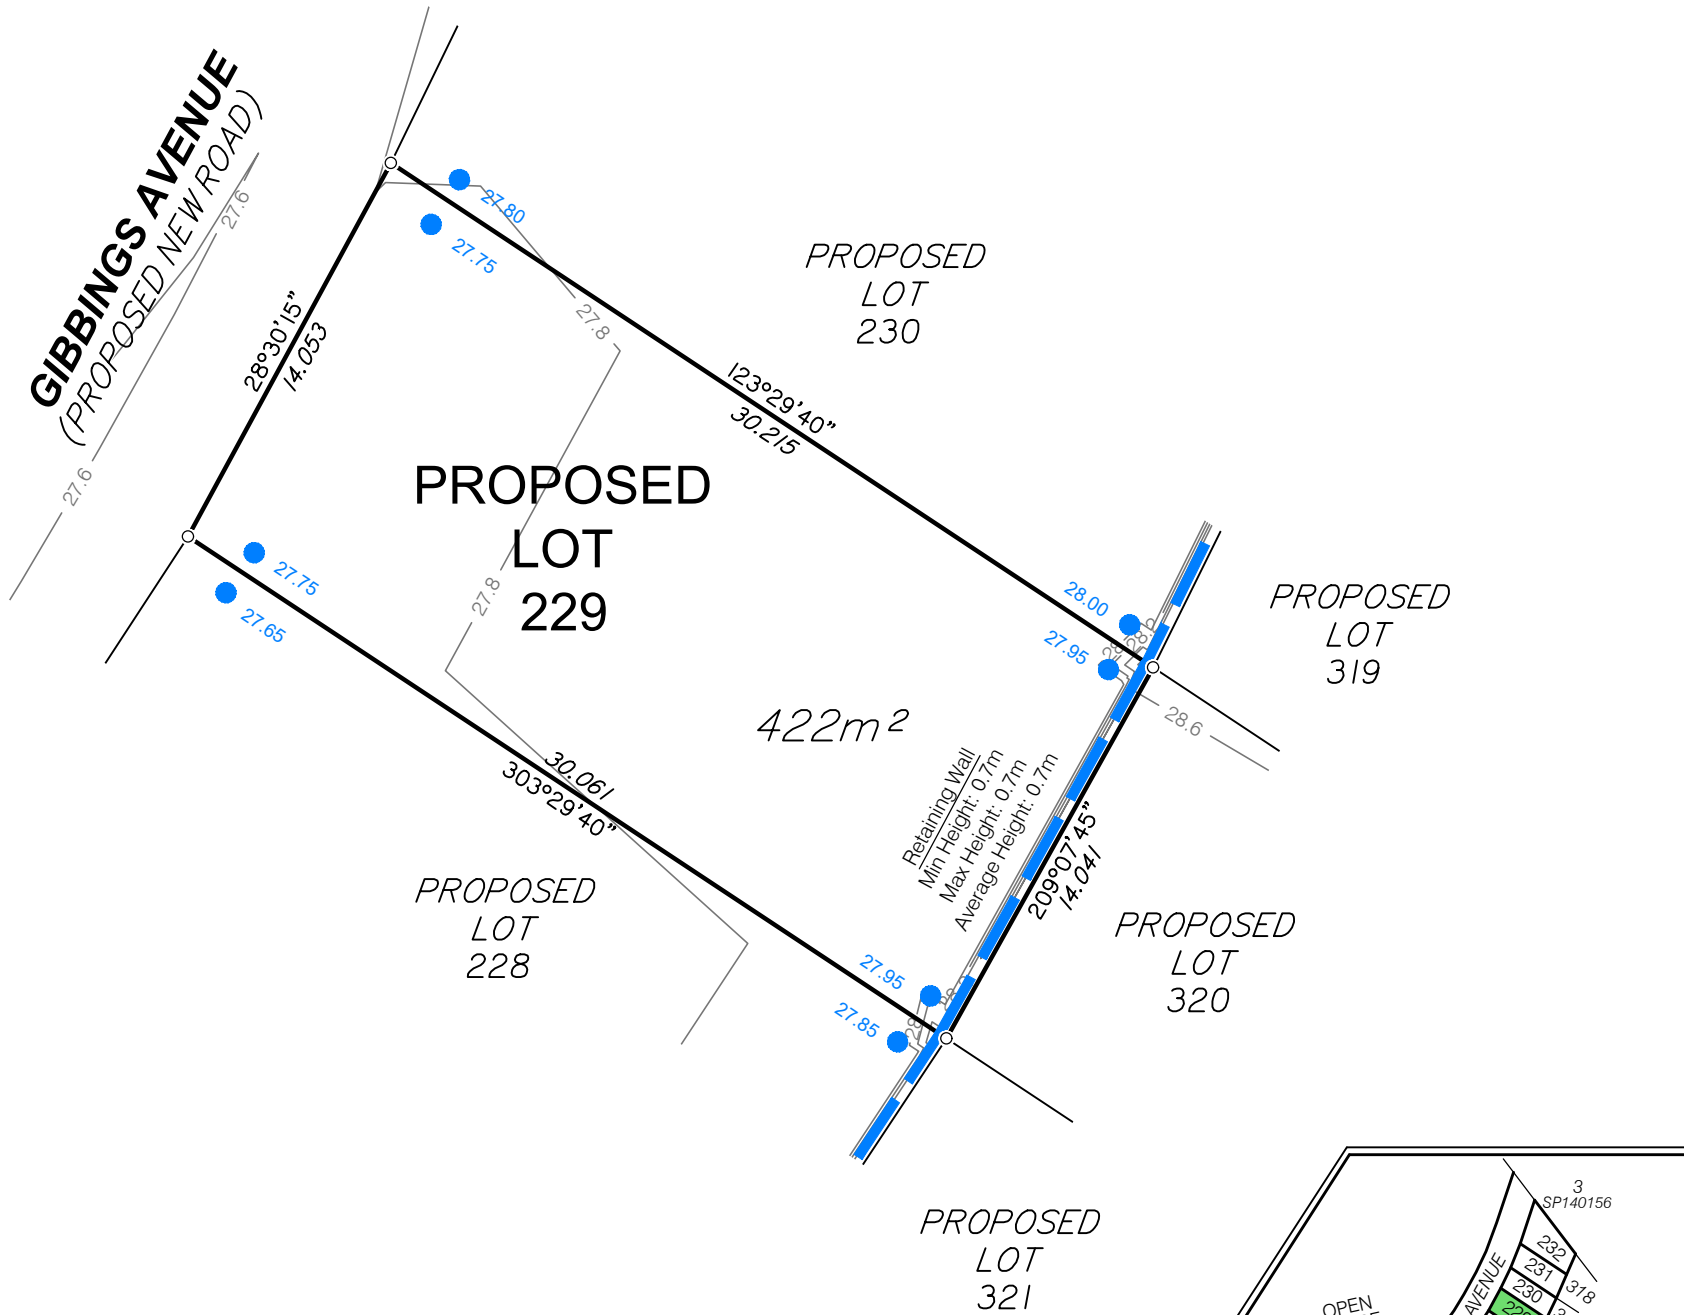 GIBBINGS AVENUE
(PROPOSED NEW ROAD)
27.6
27.6
28°30'15"
14.053
27.80
27.75
27.8
PROPOSED
LOT
230
123°29'40"
30.215
PROPOSED
LOT
229
27.8
27.75
27.65
422m²
28.00
27.95
28.6
PROPOSED
LOT
319
Retaining Wall
Min Height: 0.7m
Max Height: 0.7m
Average Height: 0.7m
209°07'45"
14.041
30.061
303°29'40"
PROPOSED
LOT
228
27.95
27.85
PROPOSED
LOT
320
PROPOSED
LOT
321
3
SP140156
232
231
230
229
318
AVENUE
OPEN